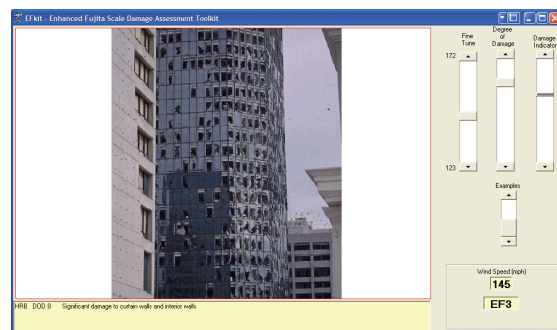 EFkit - Enhanced Fujita Scale Damage Assessment Toolkit
Fine
Tune
Degree
of
Damage
Damage
Indicator
172
123
Examples
Wind Speed (mph)
145
EF3
HRB DOD 8 Significant damage to curtain walls and interior walls